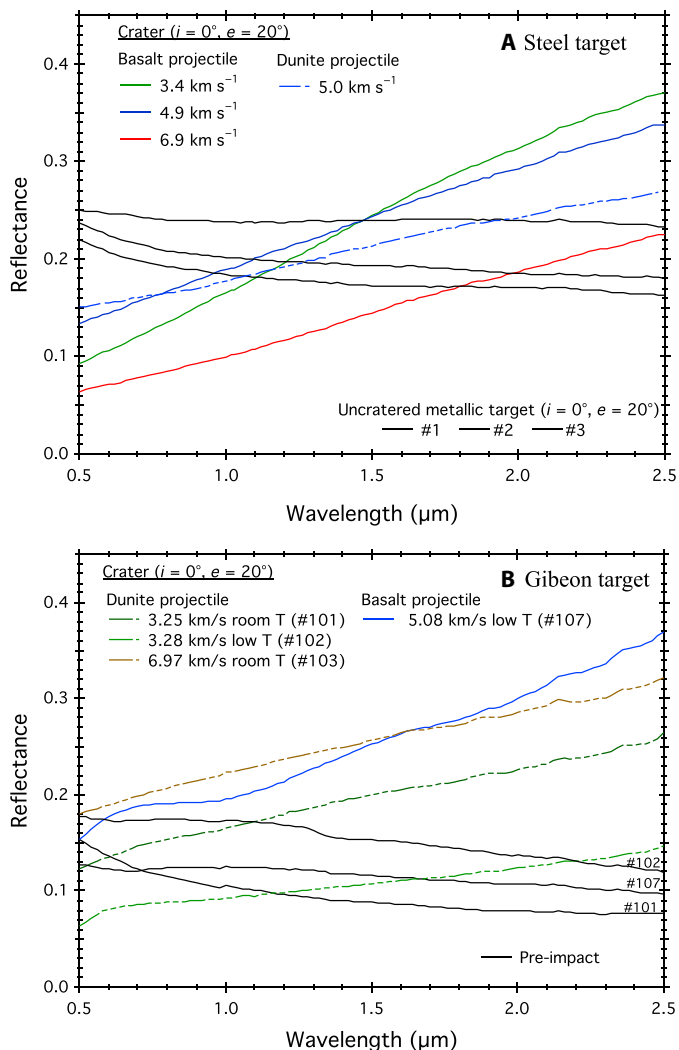 A Steel target
Crater (i = 0°, e = 20°)
Basalt projectile
3.4 km s⁻¹
4.9 km s⁻¹
6.9 km s⁻¹
Dunite projectile
5.0 km s⁻¹
0.4
0.3
0.2
0.1
0.0
Reflectance
Uncratered metallic target (i = 0°, e = 20°)
#1 #2 #3
0.5 1.0 1.5 2.0 2.5
Wavelength (µm)
B Gibeon target
Crater (i = 0°, e = 20°)
Dunite projectile
3.25 km/s room T (#101)
3.28 km/s low T (#102)
6.97 km/s room T (#103)
Basalt projectile
5.08 km/s low T (#107)
0.4
0.3
0.2
0.1
0.0
Reflectance
#102
#107
#101
Pre-impact
0.5 1.0 1.5 2.0 2.5
Wavelength (µm)